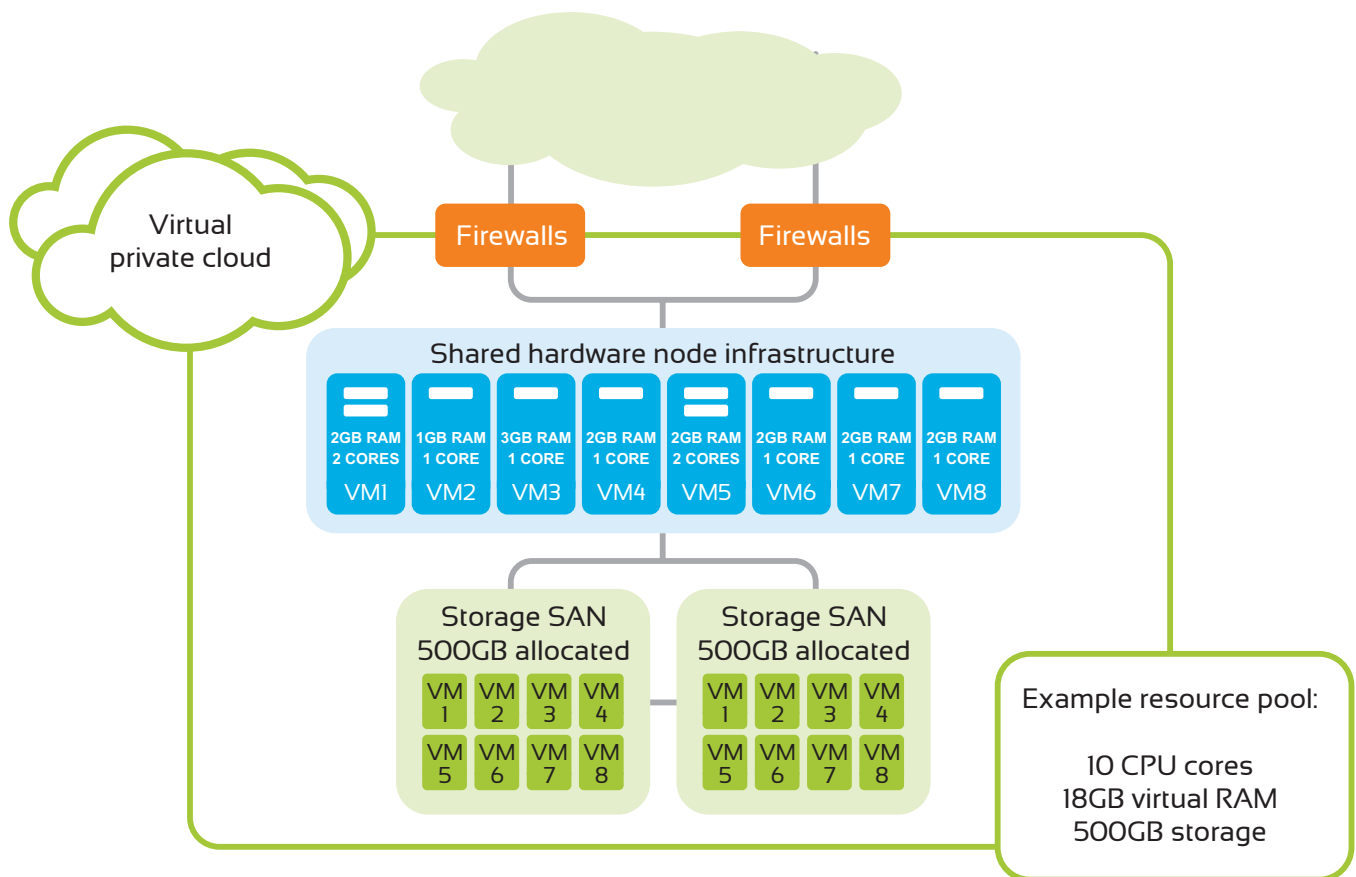 Virtual
private cloud
Firewalls
Firewalls
Shared hardware node infrastructure
2GB RAM
2 CORES
VM1
1GB RAM
1 CORE
VM2
3GB RAM
1 CORE
VM3
2GB RAM
1 CORE
VM4
2GB RAM
2 CORES
VM5
2GB RAM
1 CORE
VM6
2GB RAM
1 CORE
VM7
2GB RAM
1 CORE
VM8
Storage SAN
500GB allocated
VM
1
VM
2
VM
3
VM
4
VM
5
VM
6
VM
7
VM
8
Storage SAN
500GB allocated
VM
1
VM
2
VM
3
VM
4
VM
5
VM
6
VM
7
VM
8
Example resource pool:
10 CPU cores
18GB virtual RAM
500GB storage